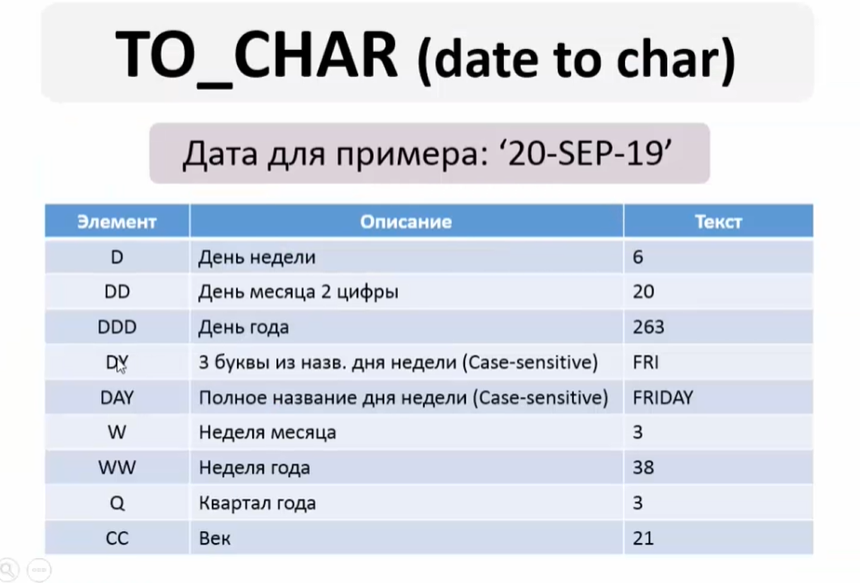 TO_CHAR (date to char)
Дата для примера: ‘20-SEP-19’
Элемент Описание Текст
D День недели 6
DD День месяца 2 цифры 20
DDD День года 263
DY 3 буквы из назв. дня недели (Case-sensitive) FRI
DAY Полное название дня недели (Case-sensitive) FRIDAY
W Неделя месяца 3
WW Неделя года 38
Q Квартал года 3
CC Век 21